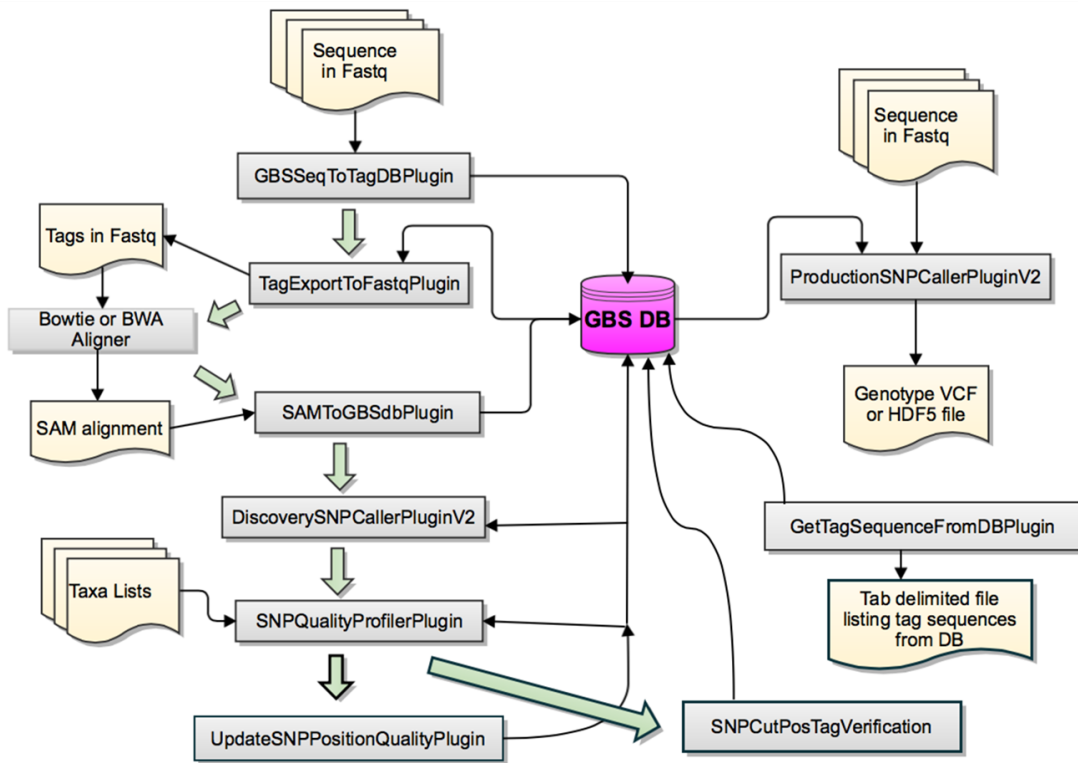 Sequence
in Fastq
Sequence
in Fastq
GBSSeqToTagDBPlugin
Tags in Fastq
TagExportToFastqPlugin
ProductionSNPCallerPluginV2
GBS DB
Bowtie or BWA
Aligner
Genotype VCF
or HDF5 file
SAM alignment
SAMToGBSdbPlugin
DiscoverySNPCallerPluginV2
GetTagSequenceFromDBPlugin
Taxa Lists
SNPQualityProfilerPlugin
Tab delimited file
listing tag sequences
from DB
UpdateSNPPositionQualityPlugin
SNPCutPosTagVerification